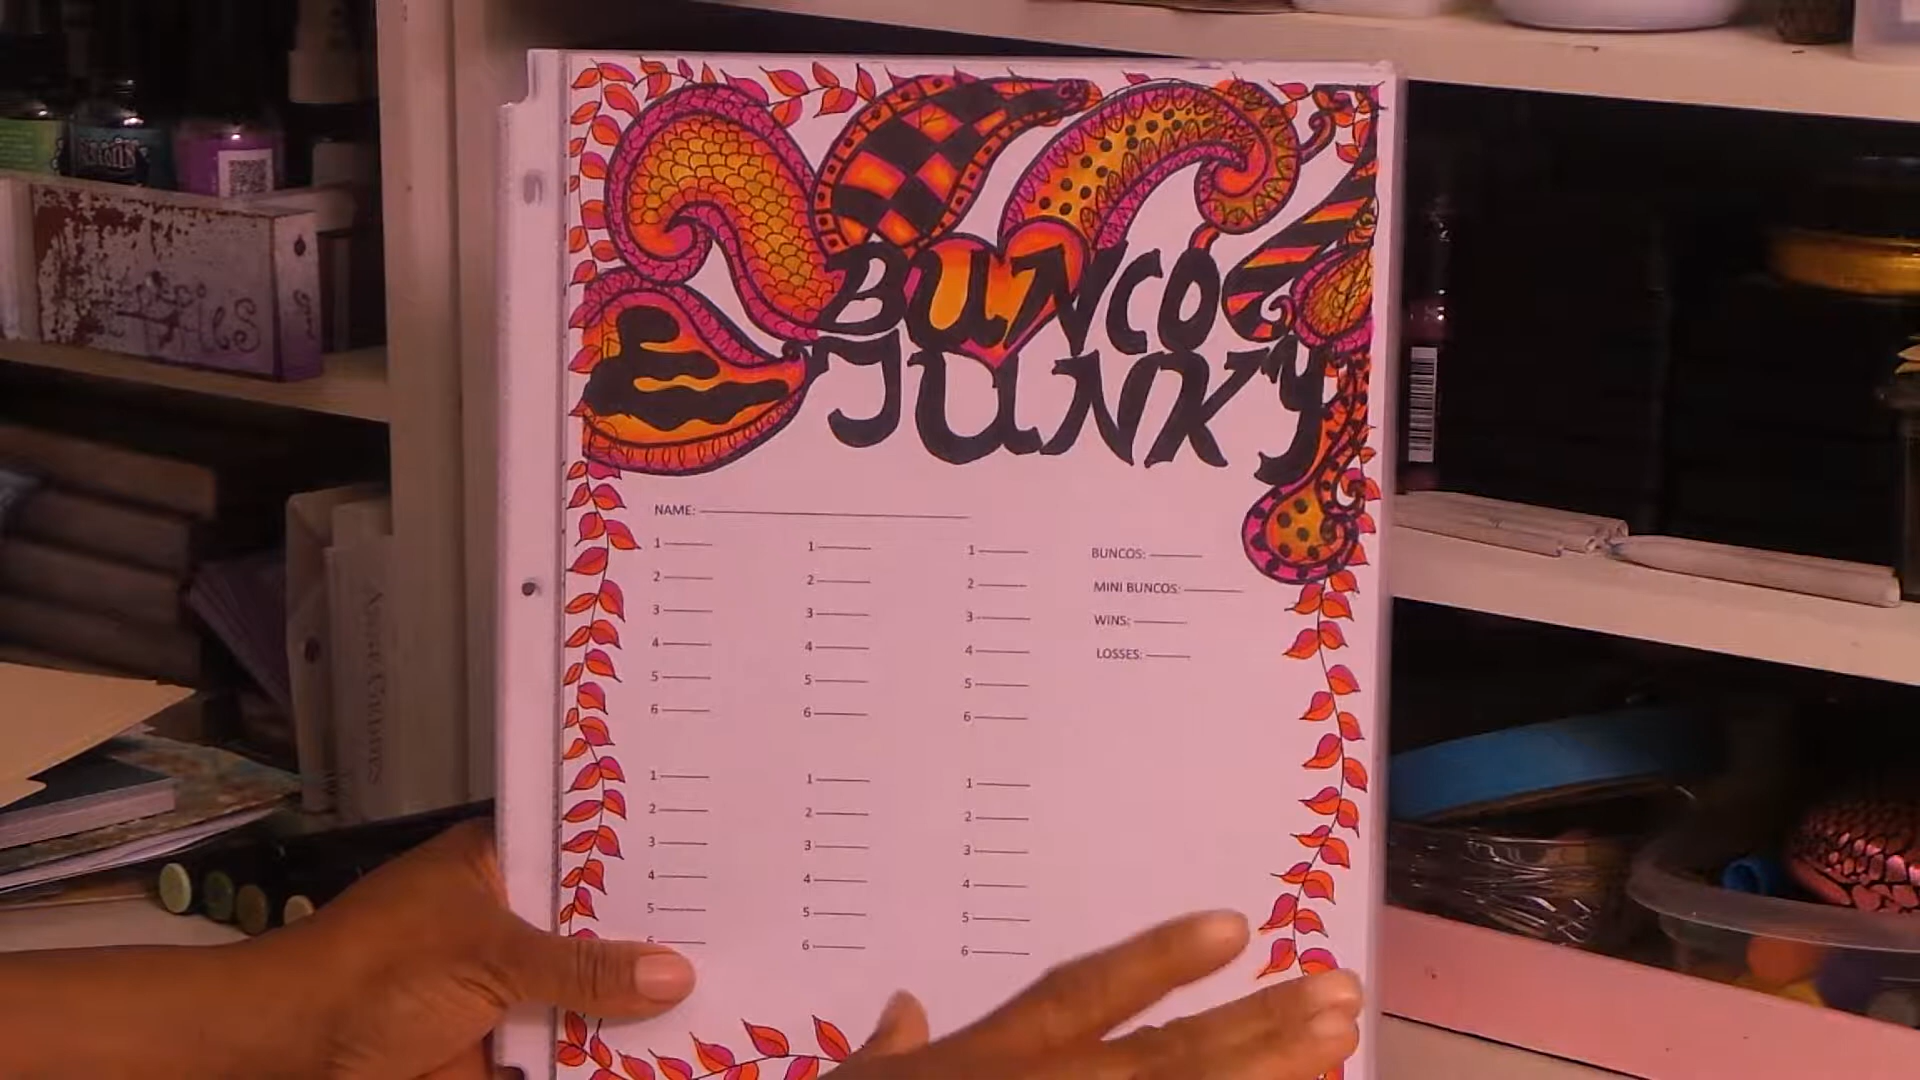 BUNCO
JUNKY
NAME:
1 1 1 BUNCOS:
2 2 2 MINI BUNCOS:
3 3 3 WINS:
4 4 4 LOSSES:
5 5 5
6 6 6
1 1 1
2 2 2
3 3 3
4 4 4
5 5 5
6 6 6